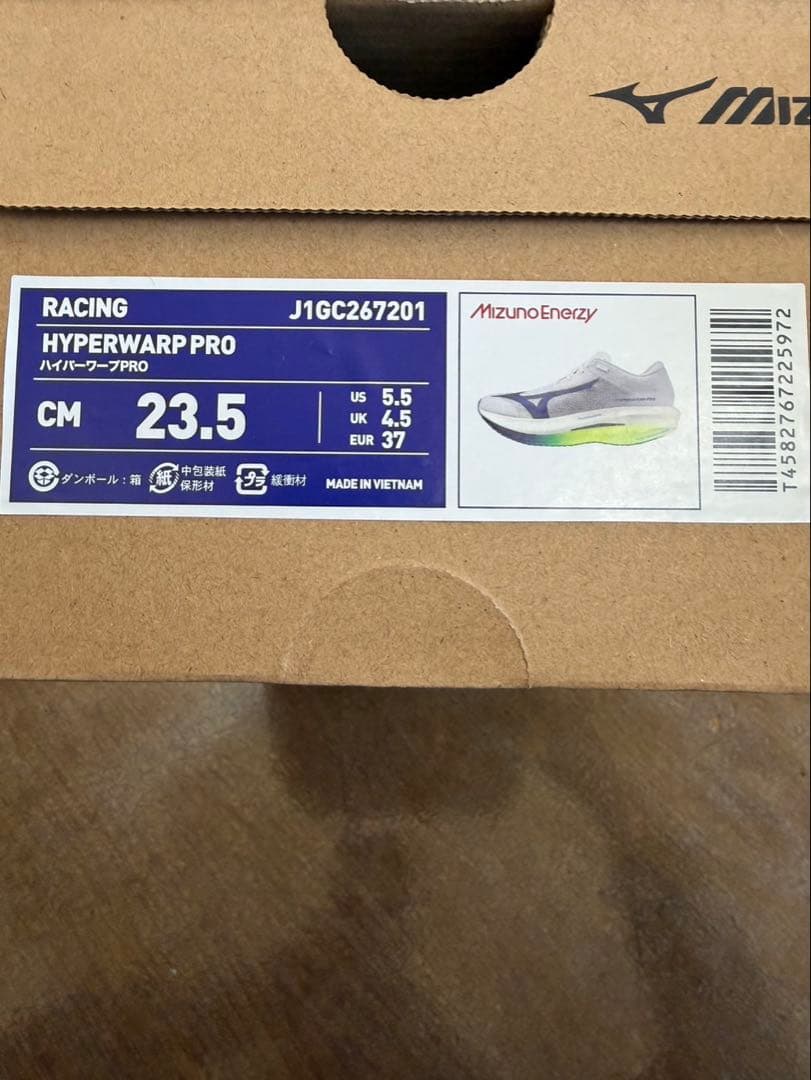 MIZ
RACING J1GC267201
HYPERWARP PRO
ハイパーワープPRO
CM 23.5
US 5.5
UK 4.5
EUR 37
ダンボール：箱
紙 中包装紙
保形材
プラ 緩衝材
MADE IN VIETNAM
MizunoEnerzy
T4582767225972